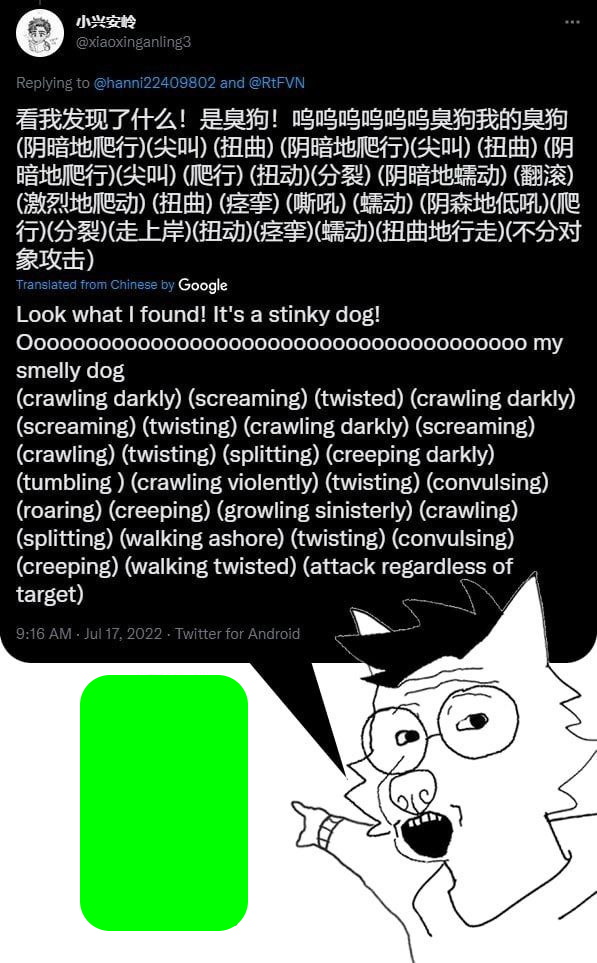 小兴安岭
@xiaoxinganling3
Replying to @hanni22409802 and @RtFVN
看我发现了什么！是臭狗！呜呜呜呜呜呜臭狗我的臭狗
(阴暗地爬行)(尖叫) (扭曲) (阴暗地爬行)(尖叫) (扭曲) (阴
暗地爬行)(尖叫) (爬行) (扭动)(分裂) (阴暗地蠕动) (翻滚)
(激烈地爬动) (扭曲) (痉挛) (嘶吼) (蠕动) (阴森地低吼)(爬
行)(分裂)(走上岸)(扭动)(痉挛)(蠕动)(扭曲地行走)(不分对
象攻击)
Translated from Chinese by Google
Look what I found! It's a stinky dog!
Ooooooooooooooooooooooooooooooooooooooo my
smelly dog
(crawling darkly) (screaming) (twisted) (crawling darkly)
(screaming) (twisting) (crawling darkly) (screaming)
(crawling) (twisting) (splitting) (creeping darkly)
(tumbling ) (crawling violently) (twisting) (convulsing)
(roaring) (creeping) (growling sinisterly) (crawling)
(splitting) (walking ashore) (twisting) (convulsing)
(creeping) (walking twisted) (attack regardless of
target)
9:16 AM · Jul 17, 2022 · Twitter for Android